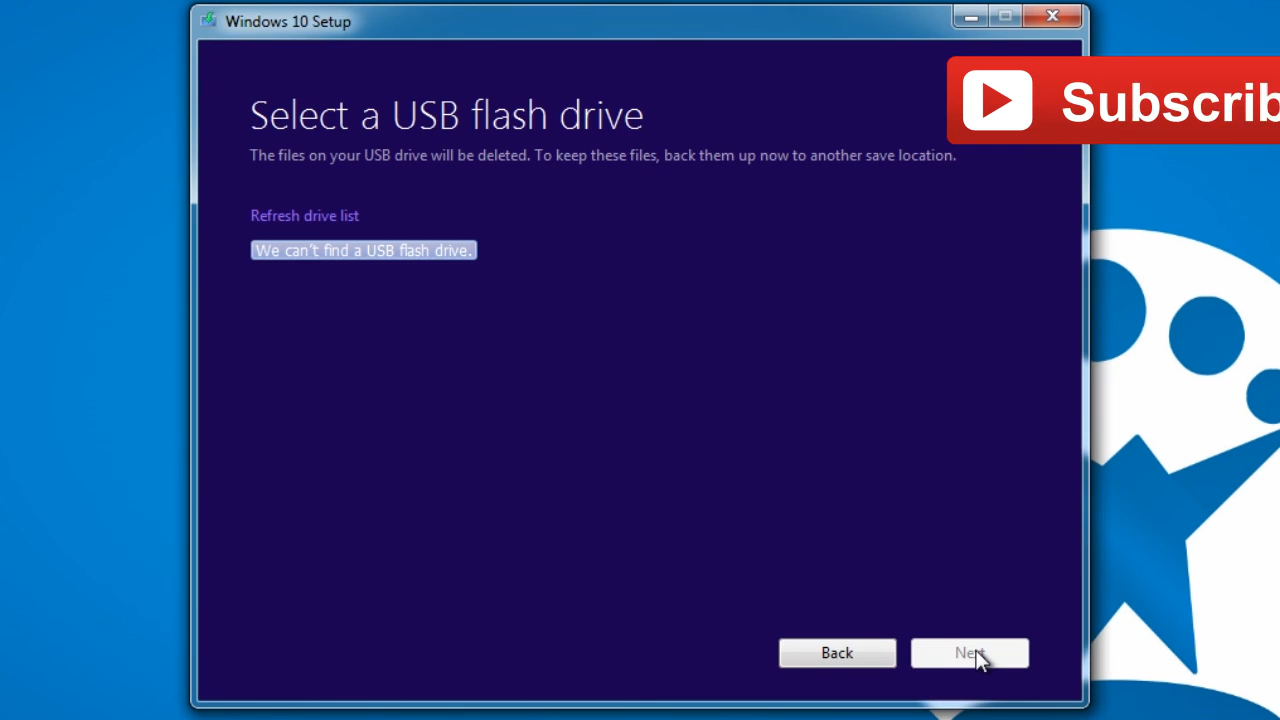 Windows 10 Setup
Subscrib
Select a USB flash drive
The files on your USB drive will be deleted. To keep these files, back them up now to another save location.
Refresh drive list
We can't find a USB flash drive.
Back
Next